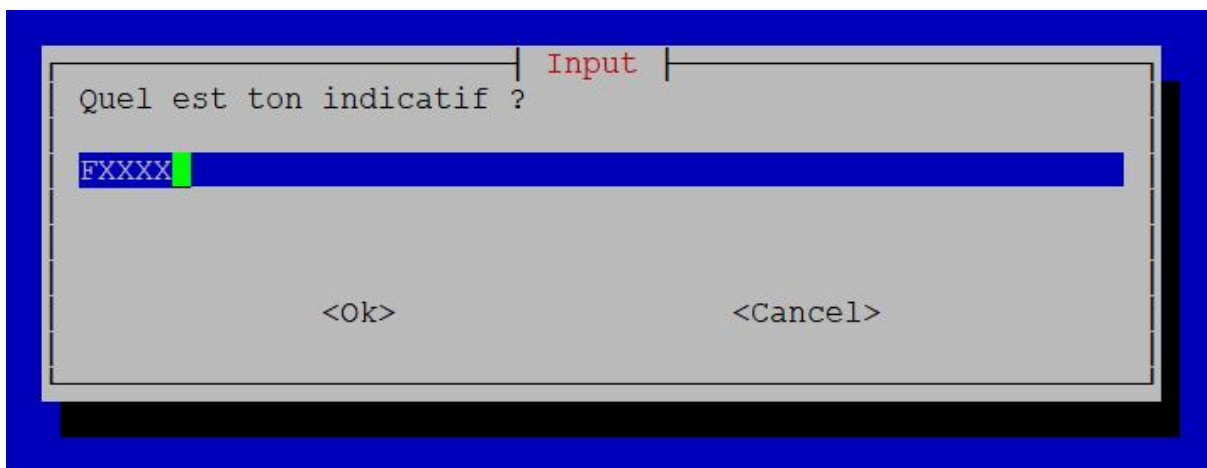 Input
Quel est ton indicatif ?
FXXXX
<Ok> <Cancel>